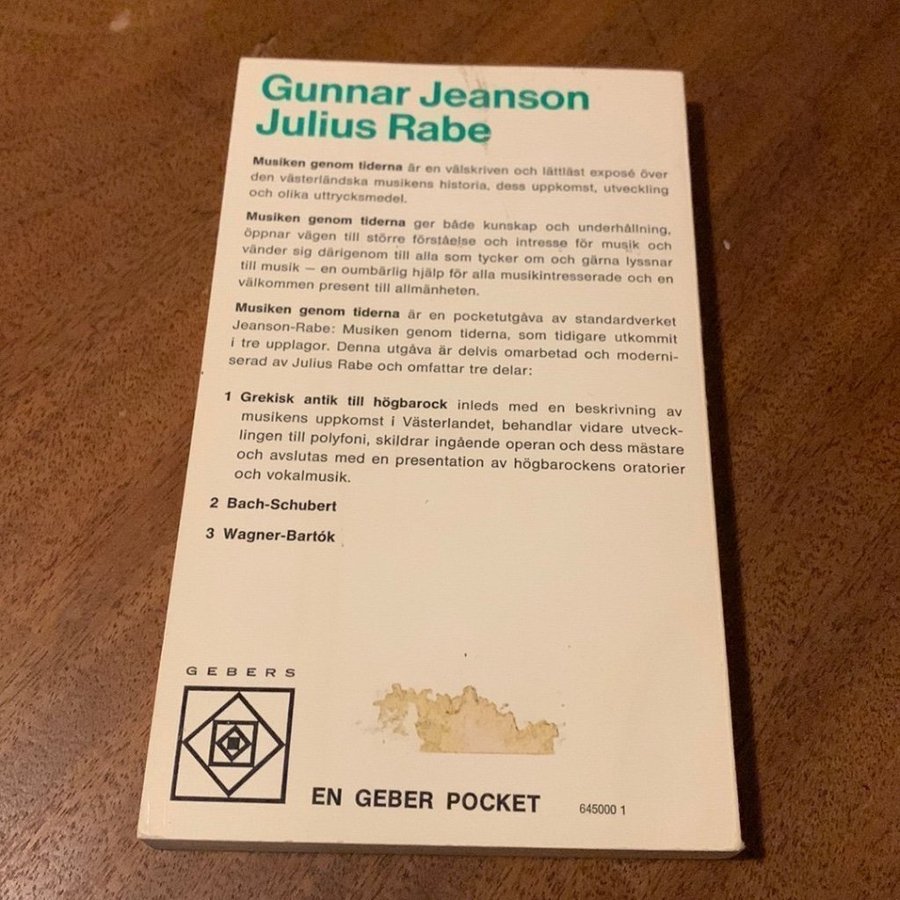 Gunnar Jeanson
Julius Rabe
Musiken genom tiderna är en välskriven och lättläst exposé över
den västerländska musikens historia, dess uppkomst, utveckling
och olika uttrycksmedel.
Musiken genom tiderna ger både kunskap och underhållning,
öppnar vägen till större förståelse och intresse för musik och
vänder sig därigenom till alla som tycker om och gärna lyssnar
till musik – en oumbärlig hjälp för alla musikintresserade och en
välkommen present till allmänheten.
Musiken genom tiderna är en pocketutgåva av standardverket
Jeanson-Rabe: Musiken genom tiderna, som tidigare utkommit
i tre upplagor. Denna utgåva är delvis omarbetad och moderni-
serad av Julius Rabe och omfattar tre delar:
1 Grekisk antik till högbarock inleds med en beskrivning av
musikens uppkomst i Västerlandet, behandlar vidare utveck-
lingen till polyfoni, skildrar ingående operan och dess mästare
och avslutas med en presentation av högbarockens oratorier
och vokalmusik.
2 Bach-Schubert
3 Wagner-Bartók
GEBERS
EN GEBER POCKET
645000 1